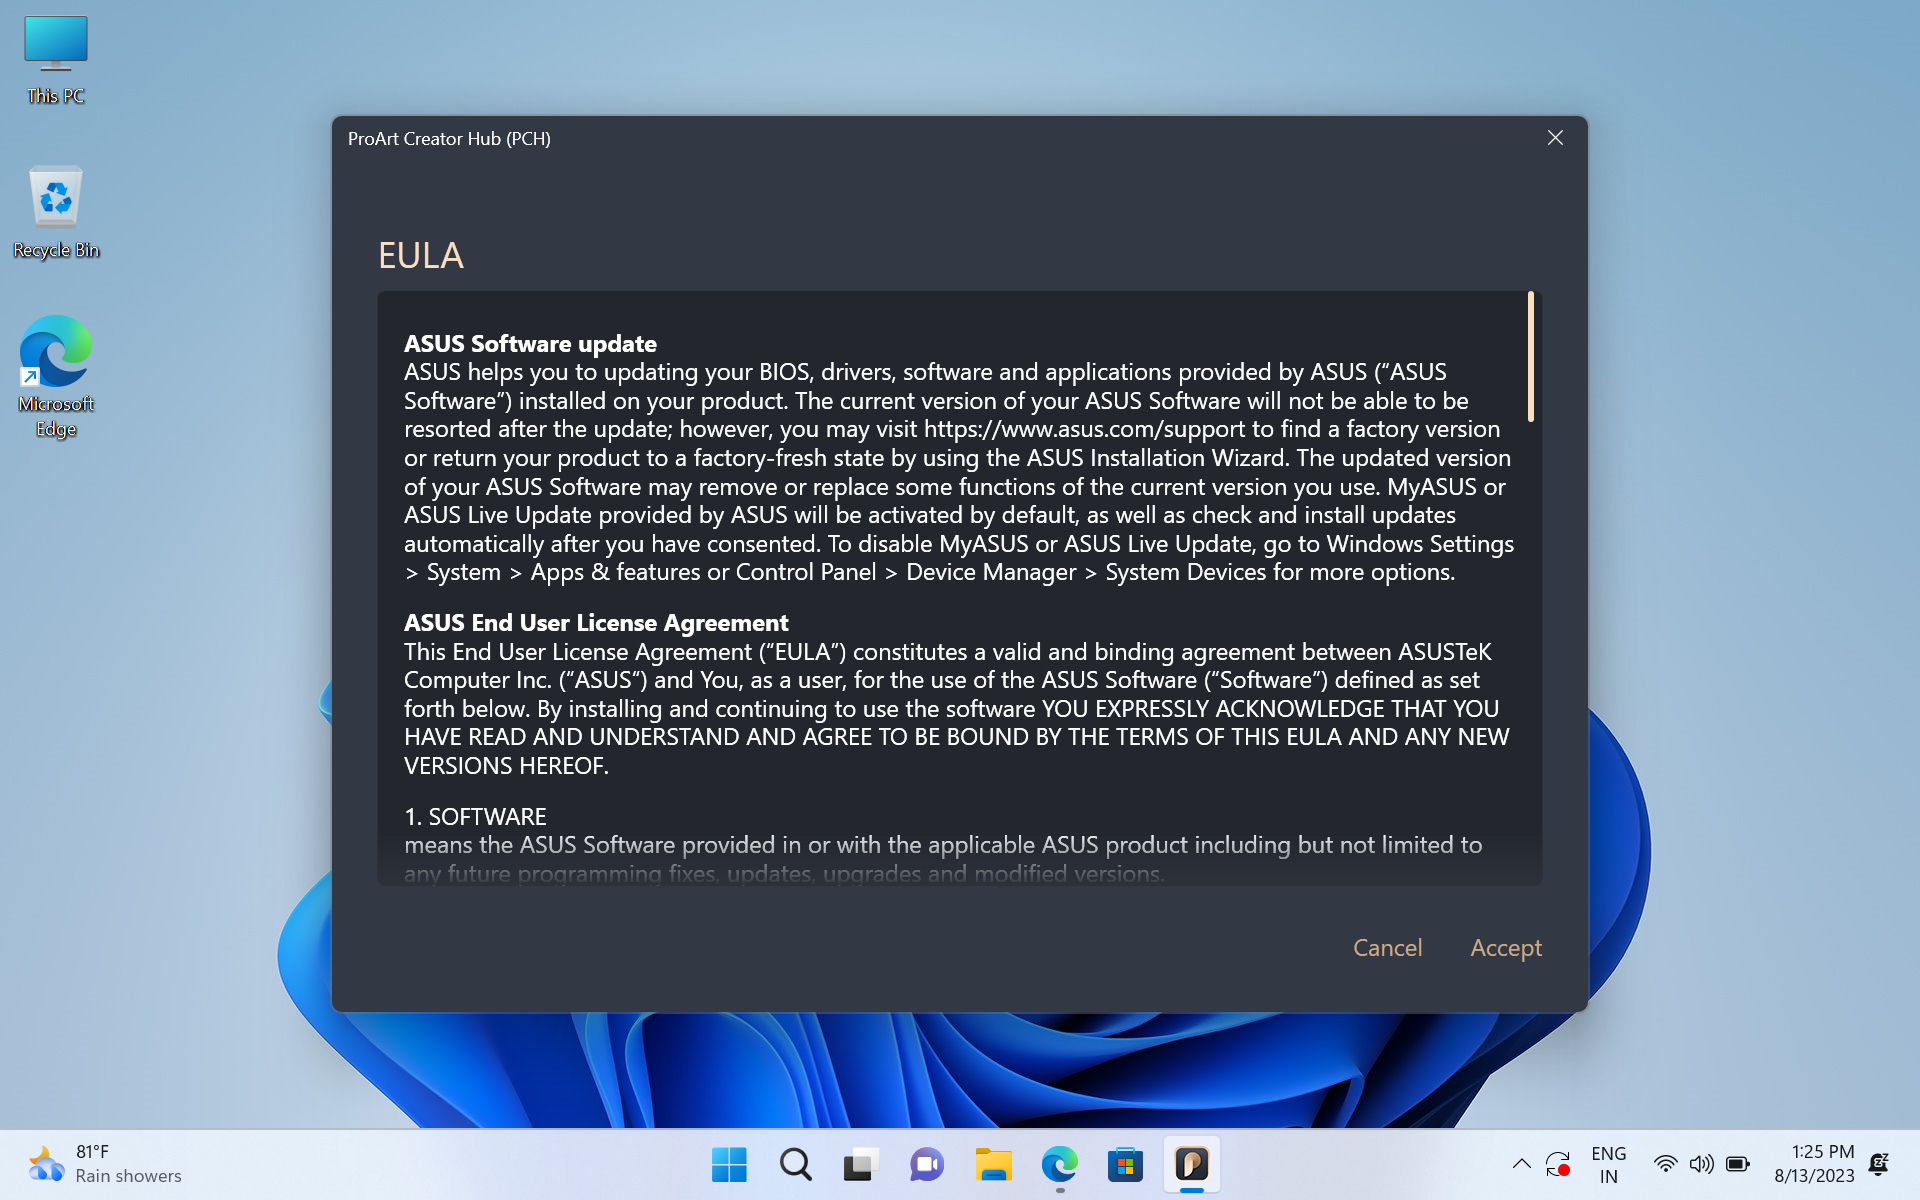 This PC
Recycle Bin
Microsoft
Edge
ProArt Creator Hub (PCH)
EULA
ASUS Software update
ASUS helps you to updating your BIOS, drivers, software and applications provided by ASUS (“ASUS
Software”) installed on your product. The current version of your ASUS Software will not be able to be
resorted after the update; however, you may visit https://www.asus.com/support to find a factory version
or return your product to a factory-fresh state by using the ASUS Installation Wizard. The updated version
of your ASUS Software may remove or replace some functions of the current version you use. MyASUS or
ASUS Live Update provided by ASUS will be activated by default, as well as check and install updates
automatically after you have consented. To disable MyASUS or ASUS Live Update, go to Windows Settings
> System > Apps & features or Control Panel > Device Manager > System Devices for more options.
ASUS End User License Agreement
This End User License Agreement (“EULA”) constitutes a valid and binding agreement between ASUSTeK
Computer Inc. (“ASUS“) and You, as a user, for the use of the ASUS Software (“Software”) defined as set
forth below. By installing and continuing to use the software YOU EXPRESSLY ACKNOWLEDGE THAT YOU
HAVE READ AND UNDERSTAND AND AGREE TO BE BOUND BY THE TERMS OF THIS EULA AND ANY NEW
VERSIONS HEREOF.
1. SOFTWARE
means the ASUS Software provided in or with the applicable ASUS product including but not limited to
any future programming fixes, updates, upgrades and modified versions.
Cancel
Accept
81°F
Rain showers
ENG
IN
1:25 PM
8/13/2023